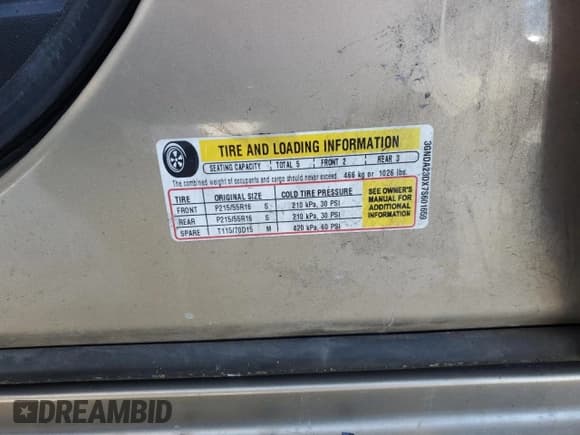 TIRE AND LOADING INFORMATION
SEATING CAPACITY TOTAL 5 FRONT 2 REAR 3
The combined weight of occupants and cargo should never exceed 466 kg or 1026 lbs.
TIRE ORIGINAL SIZE COLD TIRE PRESSURE
FRONT P215/55R16 S 210 kPa, 30 PSI
REAR P215/55R16 S 210 kPa, 30 PSI
SPARE T115/70D15 M 420 kPa, 60 PSI
SEE OWNER'S
MANUAL FOR
ADDITIONAL
INFORMATION
3GNDA23DX7S601659
DREAMBID